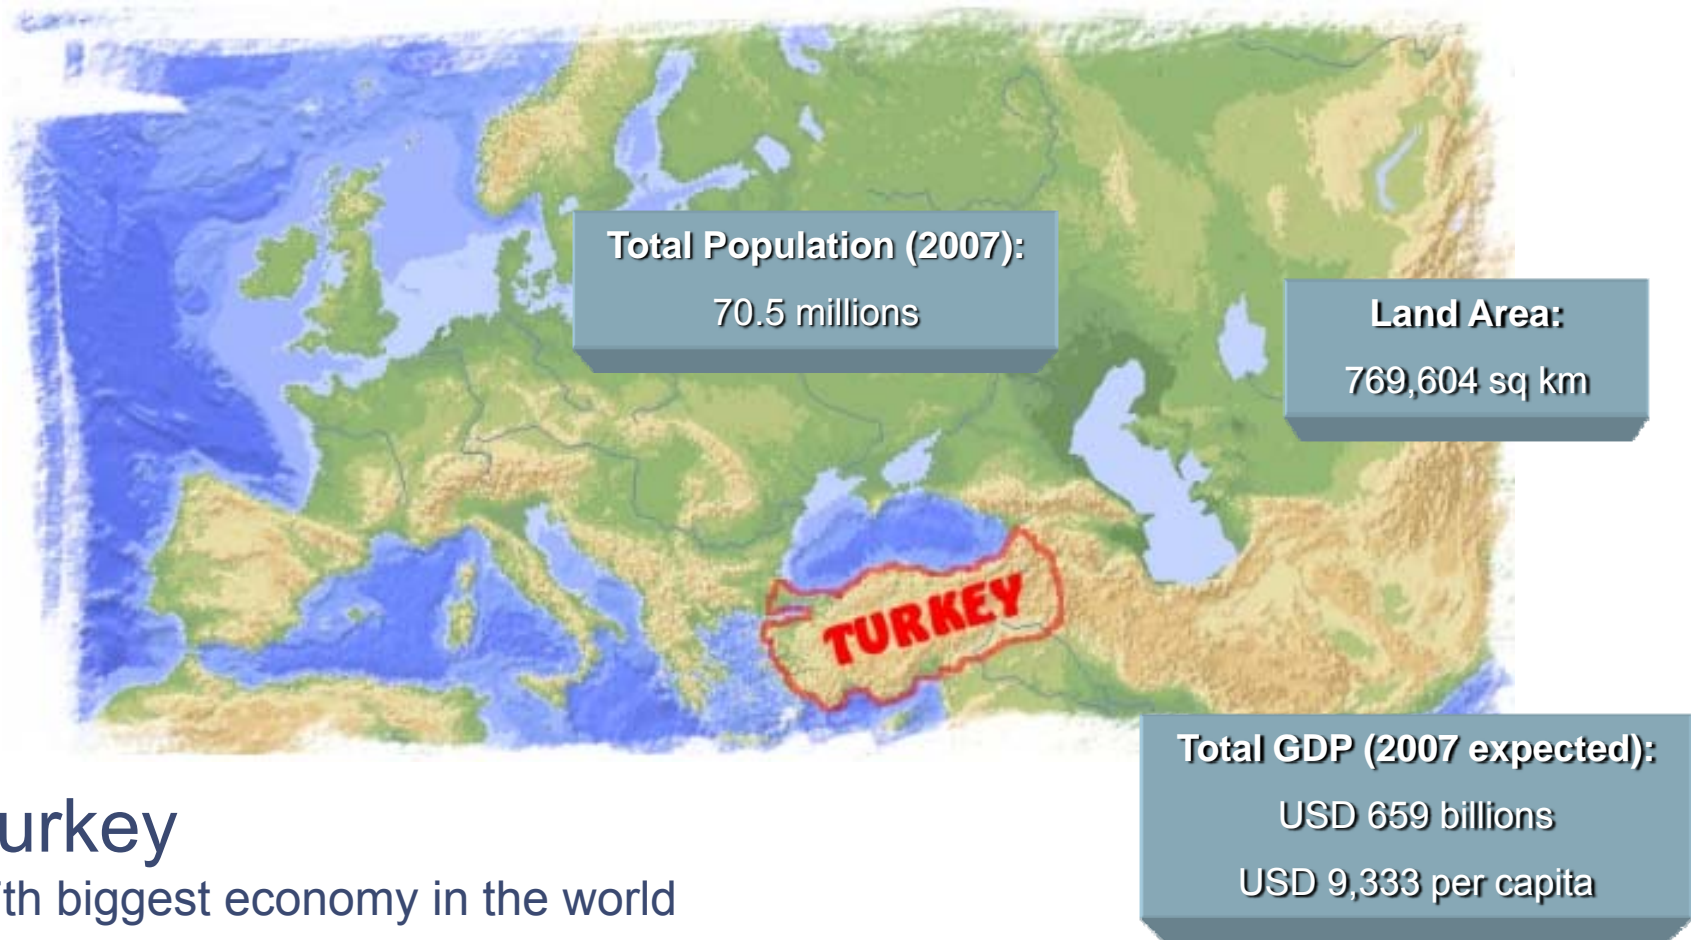 Total Population (2007):
70.5 millions
Land Area:
769,604 sq km
TURKEY
Total GDP (2007 expected):
USD 659 billions
USD 9,333 per capita
urkey
th biggest economy in the world